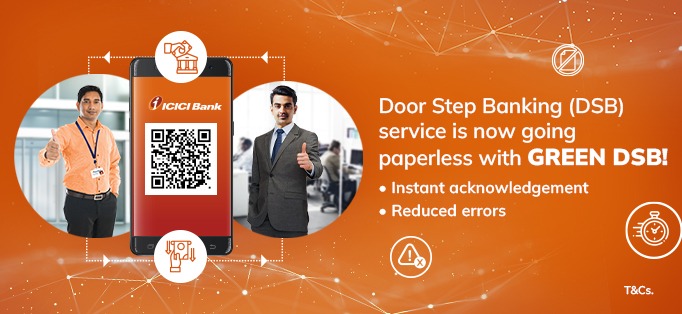 ICICI Bank
Door Step Banking (DSB)
service is now going
paperless with GREEN DSB!
• Instant acknowledgement
• Reduced errors
T&Cs.